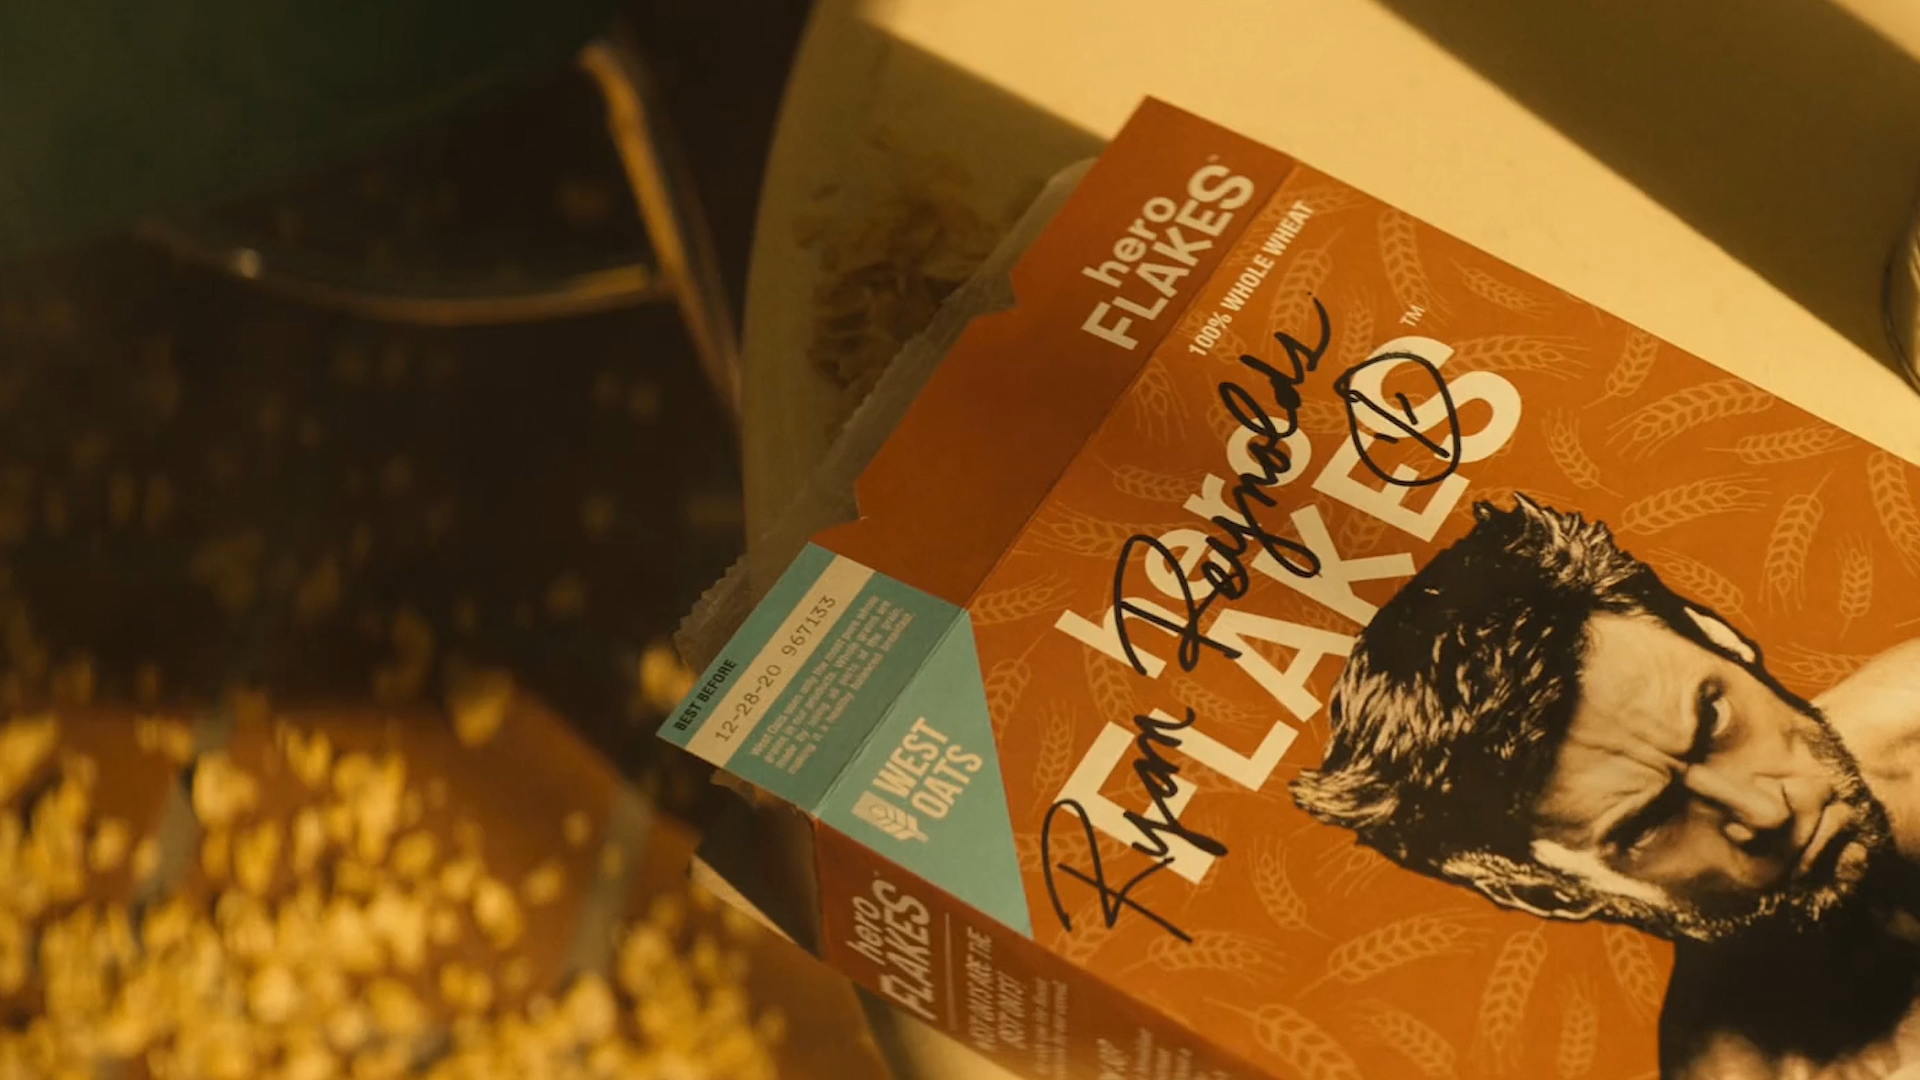 hero
FLAKES
100% WHOLE WHEAT
TM
hero
FLAKES
Ryan Reynolds
BEST BEFORE
12-28-20 967133
WEST
OATS
hero
FLAKES